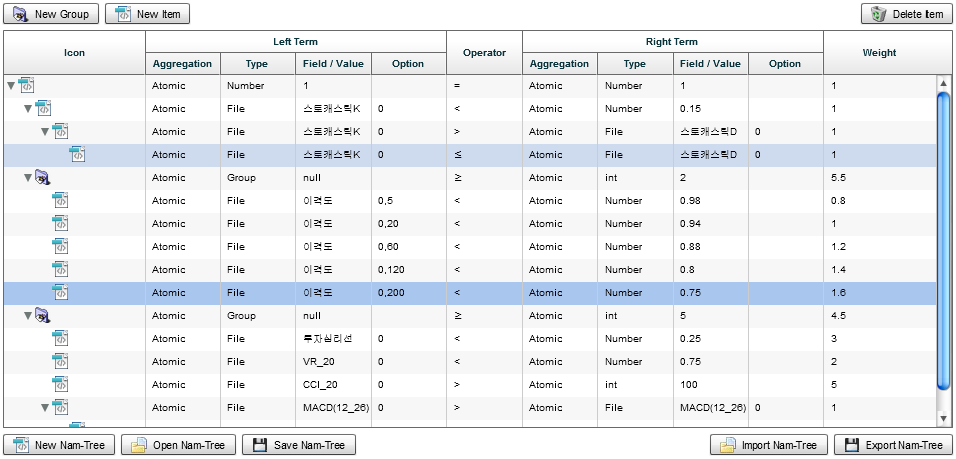 New Group New Item Delete Item
Icon Left Term Operator Right Term Weight
Aggregation Type Field / Value Option Aggregation Type Field / Value Option
Atomic Number 1 = Atomic Number 1 1
Atomic File 스토캐스틱K 0 < Atomic Number 0.15 1
Atomic File 스토캐스틱K 0 > Atomic File 스토캐스틱D 0 1
Atomic File 스토캐스틱K 0 ≤ Atomic File 스토캐스틱D 0 1
Atomic Group null ≥ Atomic int 2 5.5
Atomic File 이격도 0,5 < Atomic Number 0.98 0.8
Atomic File 이격도 0,20 < Atomic Number 0.94 1
Atomic File 이격도 0,60 < Atomic Number 0.88 1.2
Atomic File 이격도 0,120 < Atomic Number 0.8 1.4
Atomic File 이격도 0,200 < Atomic Number 0.75 1.6
Atomic Group null ≥ Atomic int 5 4.5
Atomic File 투자심리선 0 < Atomic Number 0.25 3
Atomic File VR_20 0 < Atomic Number 0.75 2
Atomic File CCI_20 0 > Atomic int 100 5
Atomic File MACD(12_26) 0 > Atomic File MACD(12_26) 0 1
New Nam-Tree Open Nam-Tree Save Nam-Tree Import Nam-Tree Export Nam-Tree